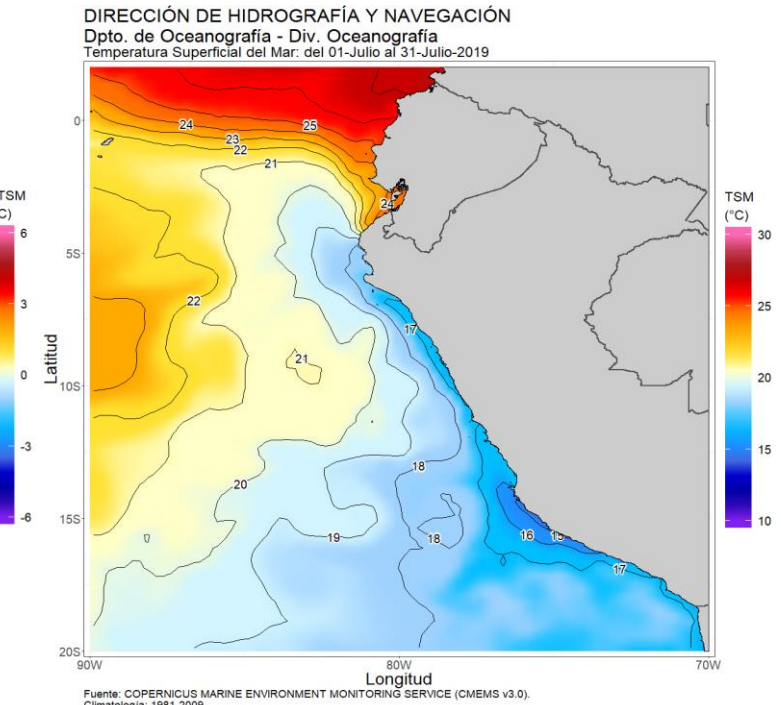 DIRECCIÓN DE HIDROGRAFÍA Y NAVEGACIÓN
Dpto. de Oceanografía - Div. Oceanografía
Temperatura Superficial del Mar: del 01-Julio al 31-Julio-2019
TSM
C)
6
3
0
-3
-6
Latitud
0
5S
10S
15S
20S
24
25
23
22
21
24
22
17
21
18
20
19
18
16
15
17
90W
80W
70W
Longitud
TSM
(°C)
30
25
20
15
10
Fuente: COPERNICUS MARINE ENVIRONMENT MONITORING SERVICE (CMEMS v3.0).
Climatología: 1981-2009